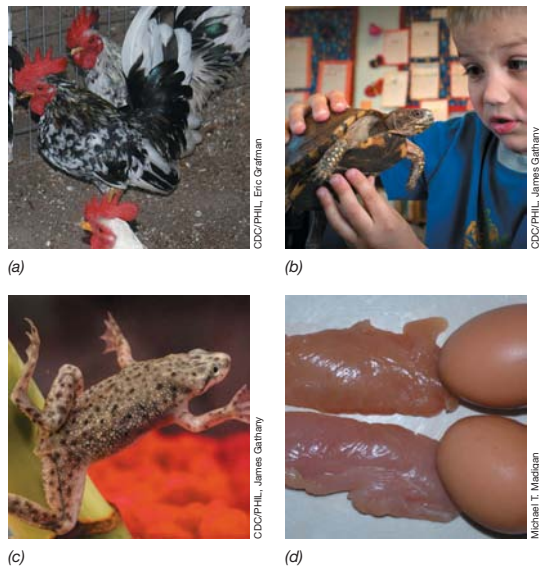 CDC/PHIL, Eric Grafman
(a)
CDC/PHIL, James Gathany
(b)
CDC/PHIL, James Gathany
(c)
Michael T. Madigan
(d)